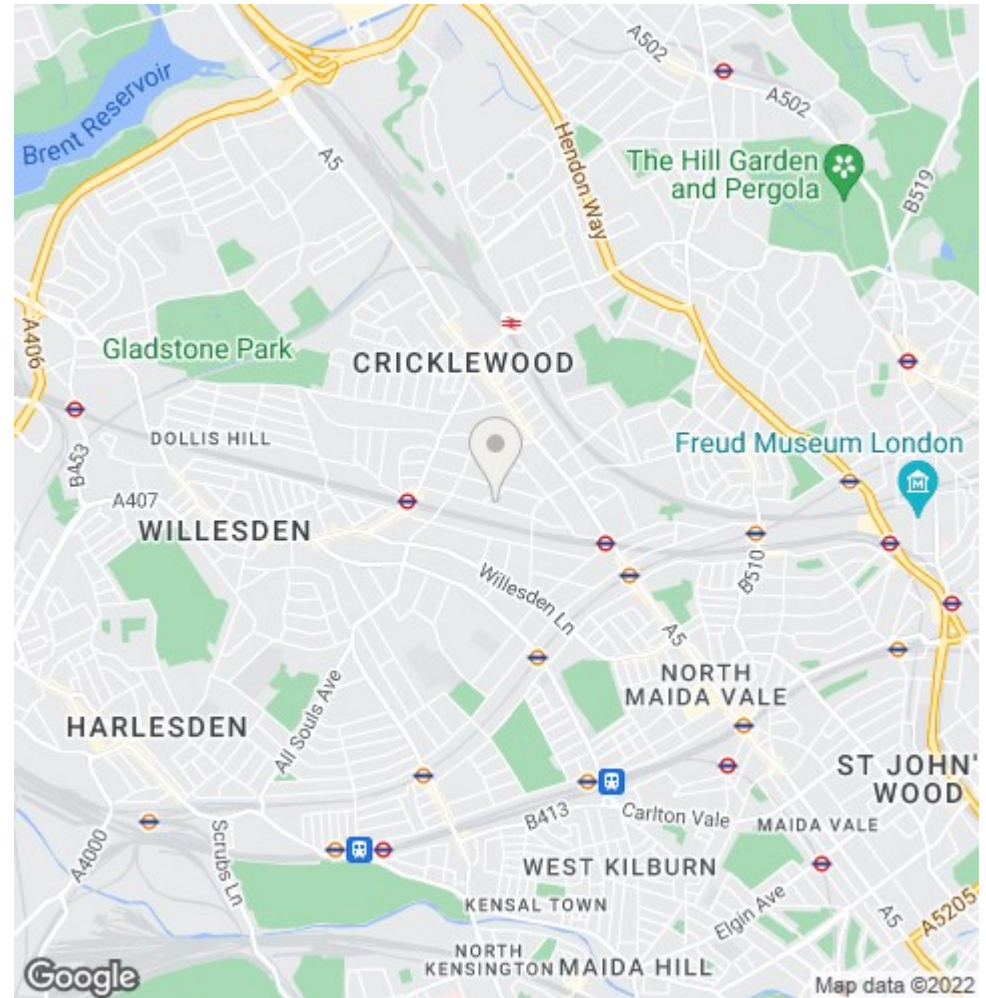 A502
A502
Brent Reservoir
A5
Hendon Way
The Hill Garden
and Pergola
B519
A406
Gladstone Park
CRICKLEWOOD
DOLLIS HILL
B453
Freud Museum London
M
A407
WILLESDEN
Willesden Ln
B510
A5
NORTH
MAIDA VALE
HARLESDEN
All Souls Ave
ST JOHN'
WOOD
B413
Carlton Vale
MAIDA VALE
A4000
Scrubs Ln
WEST KILBURN
KENSAL TOWN
Elgin Ave
A5
A5205
NORTH
KENSINGTON
MAIDA HILL
Google
Map data ©2022